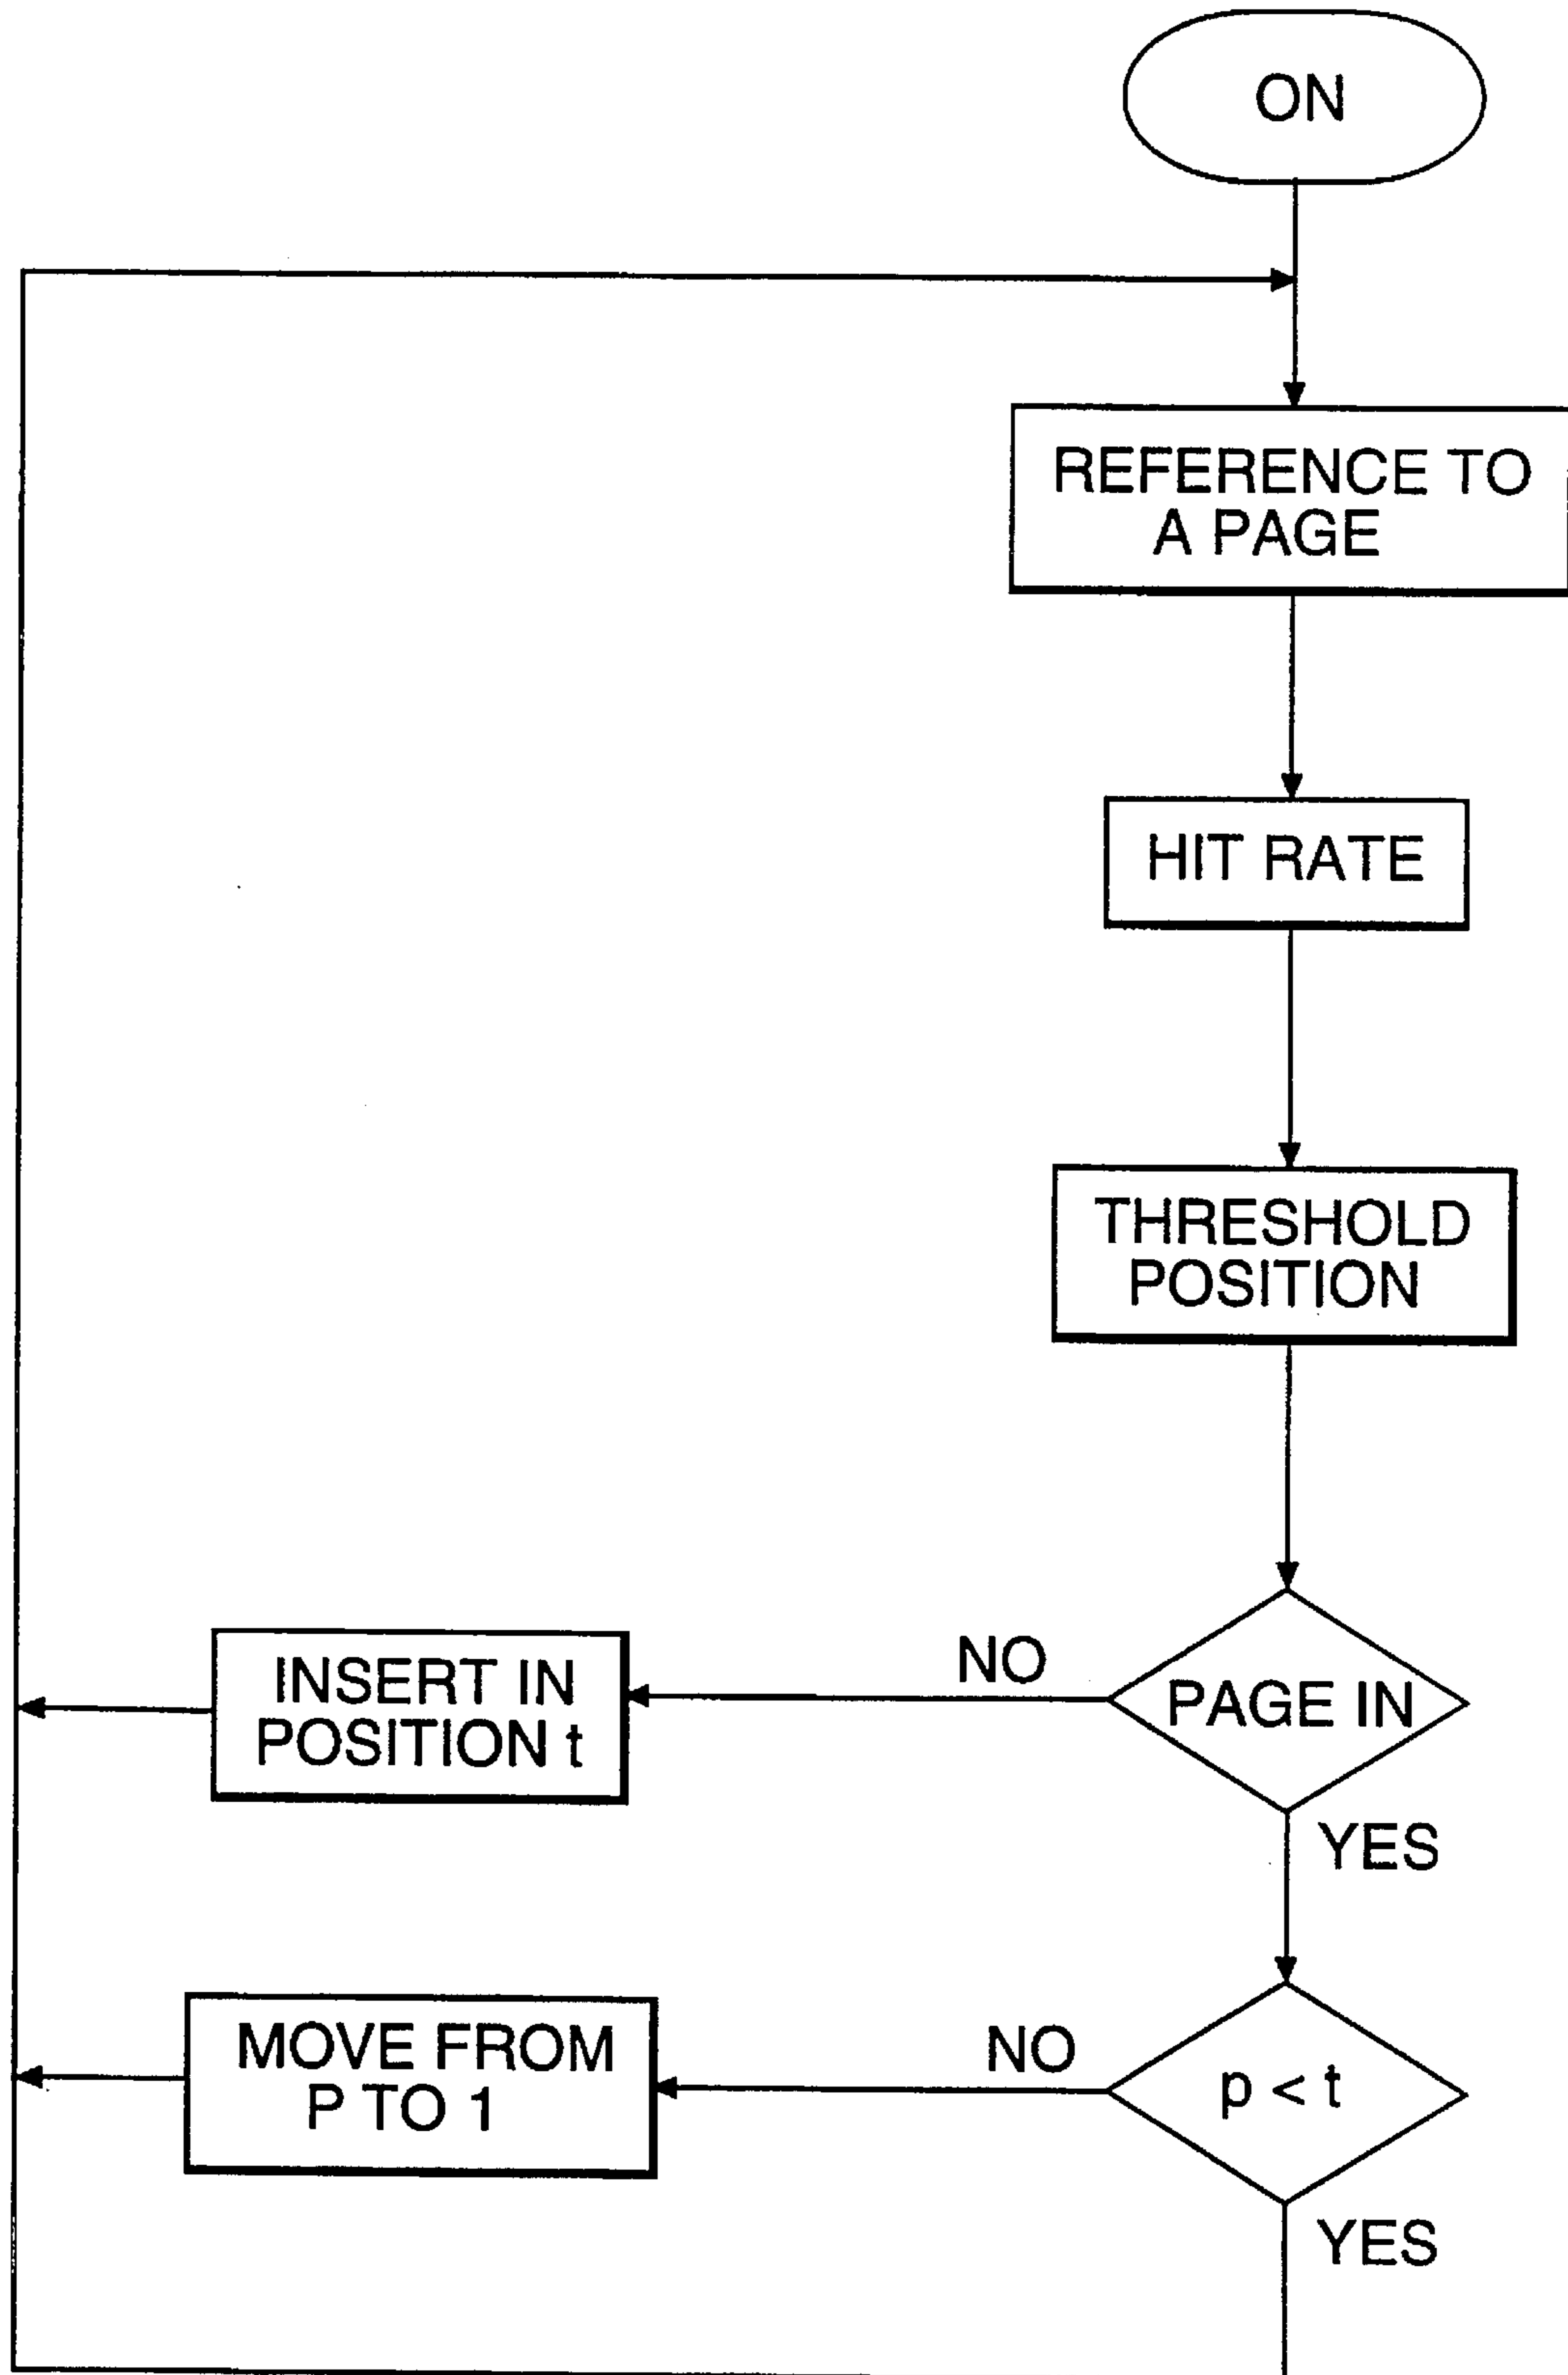 ON
REFERENCE TO
A PAGE
HIT RATE
THRESHOLD
POSITION
PAGE IN
NO
INSERT IN
POSITION t
YES
p < t
NO
MOVE FROM
P TO 1
YES